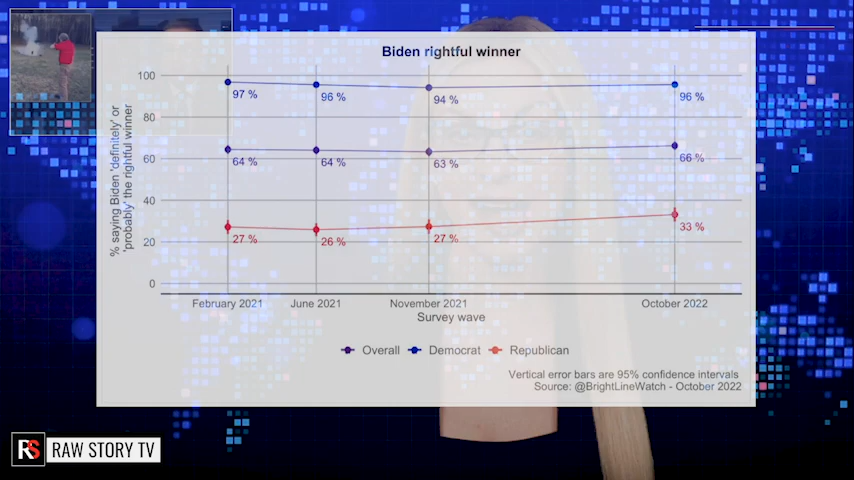 Biden rightful winner
% saying Biden 'definitely' or
'probably' the rightful winner
100
80
60
40
20
0
97 %
96 %
94 %
96 %
64 %
64 %
63 %
66 %
27 %
26 %
27 %
33 %
February 2021
June 2021
November 2021
October 2022
Survey wave
Overall
Democrat
Republican
Vertical error bars are 95% confidence intervals
Source: @BrightLineWatch - October 2022
RS
RAW STORY TV